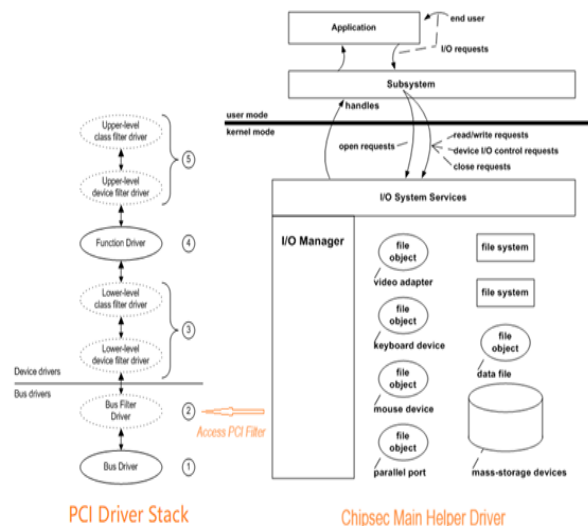 Upper-level
class filter driver
Upper-level
device filter driver
5
Function Driver
4
Lower-level
class filter driver
Lower-level
device filter driver
3
Device drivers
Bus drivers
Bus Filter
Driver
2
Bus Driver
1
PCI Driver Stack
Access PCI Filter
Application
end user
I/O requests
Subsystem
handles
user mode
kernel mode
open requests
read/write requests
device I/O control requests
close requests
I/O System Services
I/O Manager
file
object
video adapter
file
object
keyboard device
file
object
mouse device
file
object
parallel port
file system
file system
file
object
data file
mass-storage devices
Chipsec Main Helper Driver